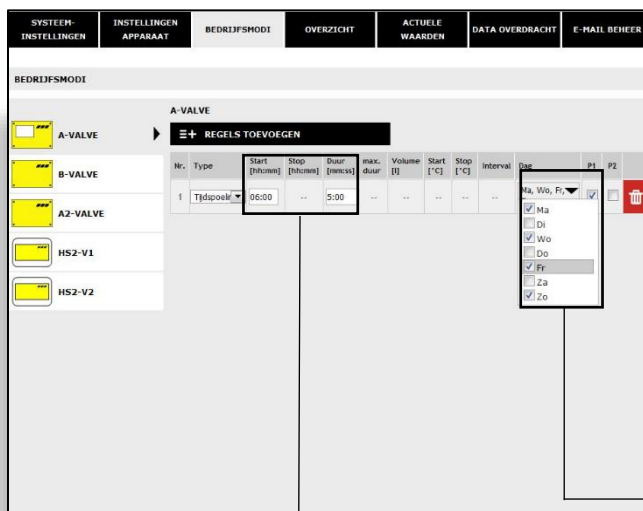 SYSTEEM-
INSTELLINGEN
INSTELLINGEN
APPARAAT
BEDRIJFSMODI
OVERZICHT
ACTUELE
WAARDEN
DATA OVERDRACHT
E-MAIL BEHEER
BEDRIJFSMODI
A-VALVE
B-VALVE
A2-VALVE
HS2-V1
HS2-V2
A-VALVE
REGELS TOEVOEGEN
Nr. Type Start [hh:mm] Stop [hh:mm] Duur [mm:ss] max. duur Volume [l] Start [°C] Stop [°C] Interval Dag P1 P2
1 Tijdspoelr 06:00 -- 5:00 -- -- -- -- -- Ma, Wo, Fr,
Ma
Di
Wo
Do
Fr
Za
Zo